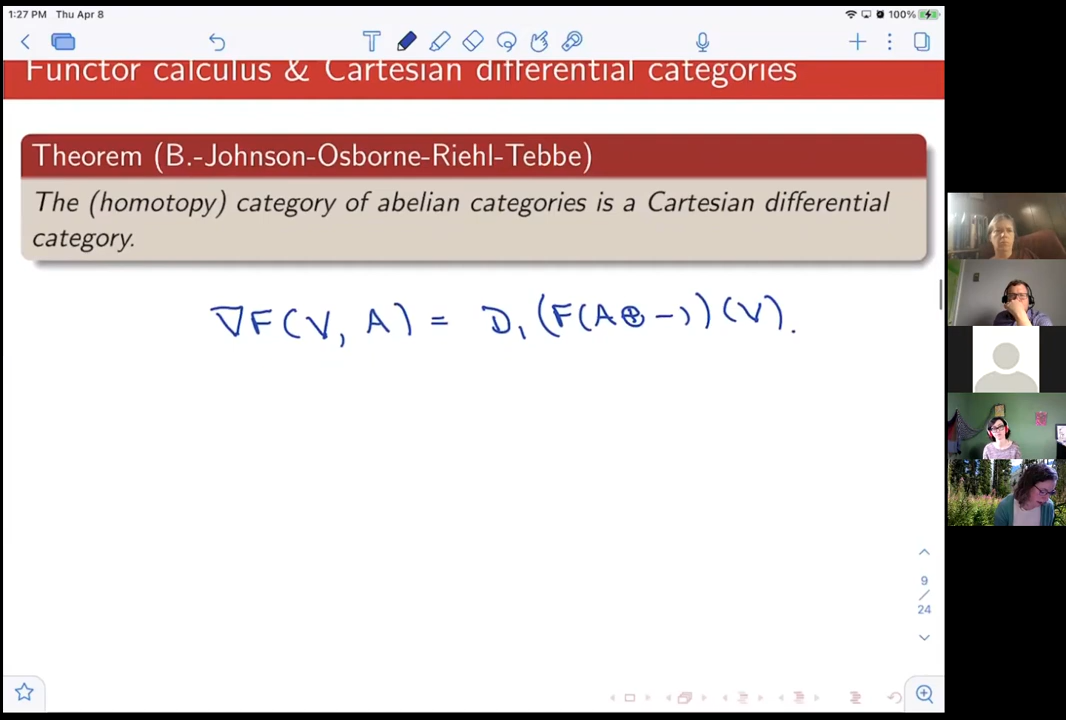 1:27 PM Thu Apr 8
100%
Functor calculus & Cartesian differential categories
Theorem (B.-Johnson-Osborne-Riehl-Tebbe)
The (homotopy) category of abelian categories is a Cartesian differential
category.
∇F(V, A) = D₁(F(A⊕-))(V).
9
/
24